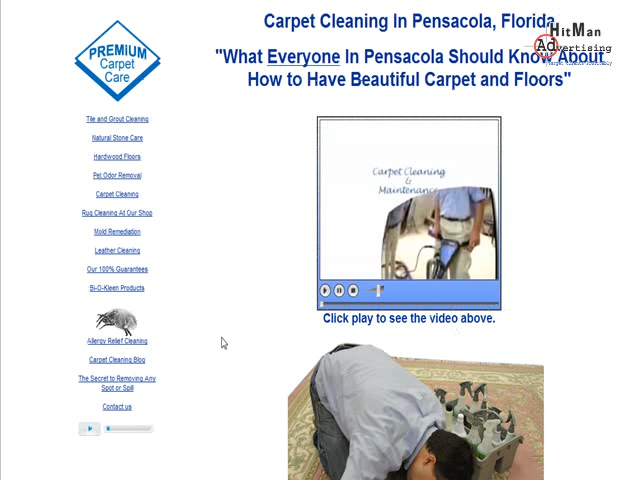 Carpet Cleaning In Pensacola, Florida
HitMan
Advertising
"What Everyone In Pensacola Should Know About
How to Have Beautiful Carpet and Floors"
PREMIUM
Carpet
Care
Tile and Grout Cleaning
Natural Stone Care
Hardwood Floors
Pet Odor Removal
Carpet Cleaning
Rug Cleaning At Our Shop
Mold Remediation
Leather Cleaning
Our 100% Guarantees
Bi-O-Kleen Products
Allergy Relief Cleaning
Carpet Cleaning Blog
The Secret to Removing Any
Spot or Spill
Contact us
Carpet Cleaning
&
Maintenance
Click play to see the video above.